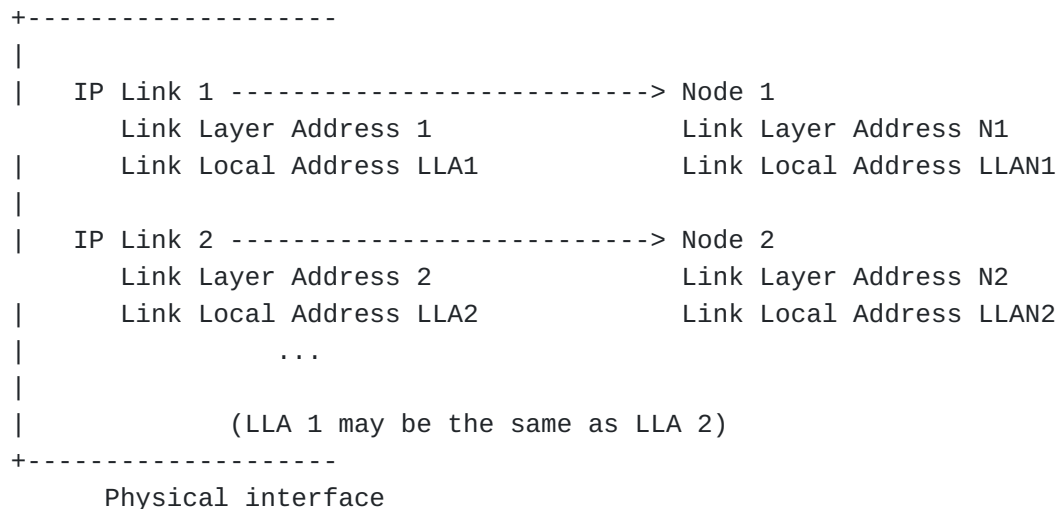 +--------------------
|
|   IP Link 1 ---------------------------> Node 1
       Link Layer Address 1                Link Layer Address N1
|      Link Local Address LLA1             Link Local Address LLAN1
|
|   IP Link 2 ---------------------------> Node 2
       Link Layer Address 2                Link Layer Address N2
|      Link Local Address LLA2             Link Local Address LLAN2
|                ...
|
|             (LLA 1 may be the same as LLA 2)
+--------------------
      Physical interface